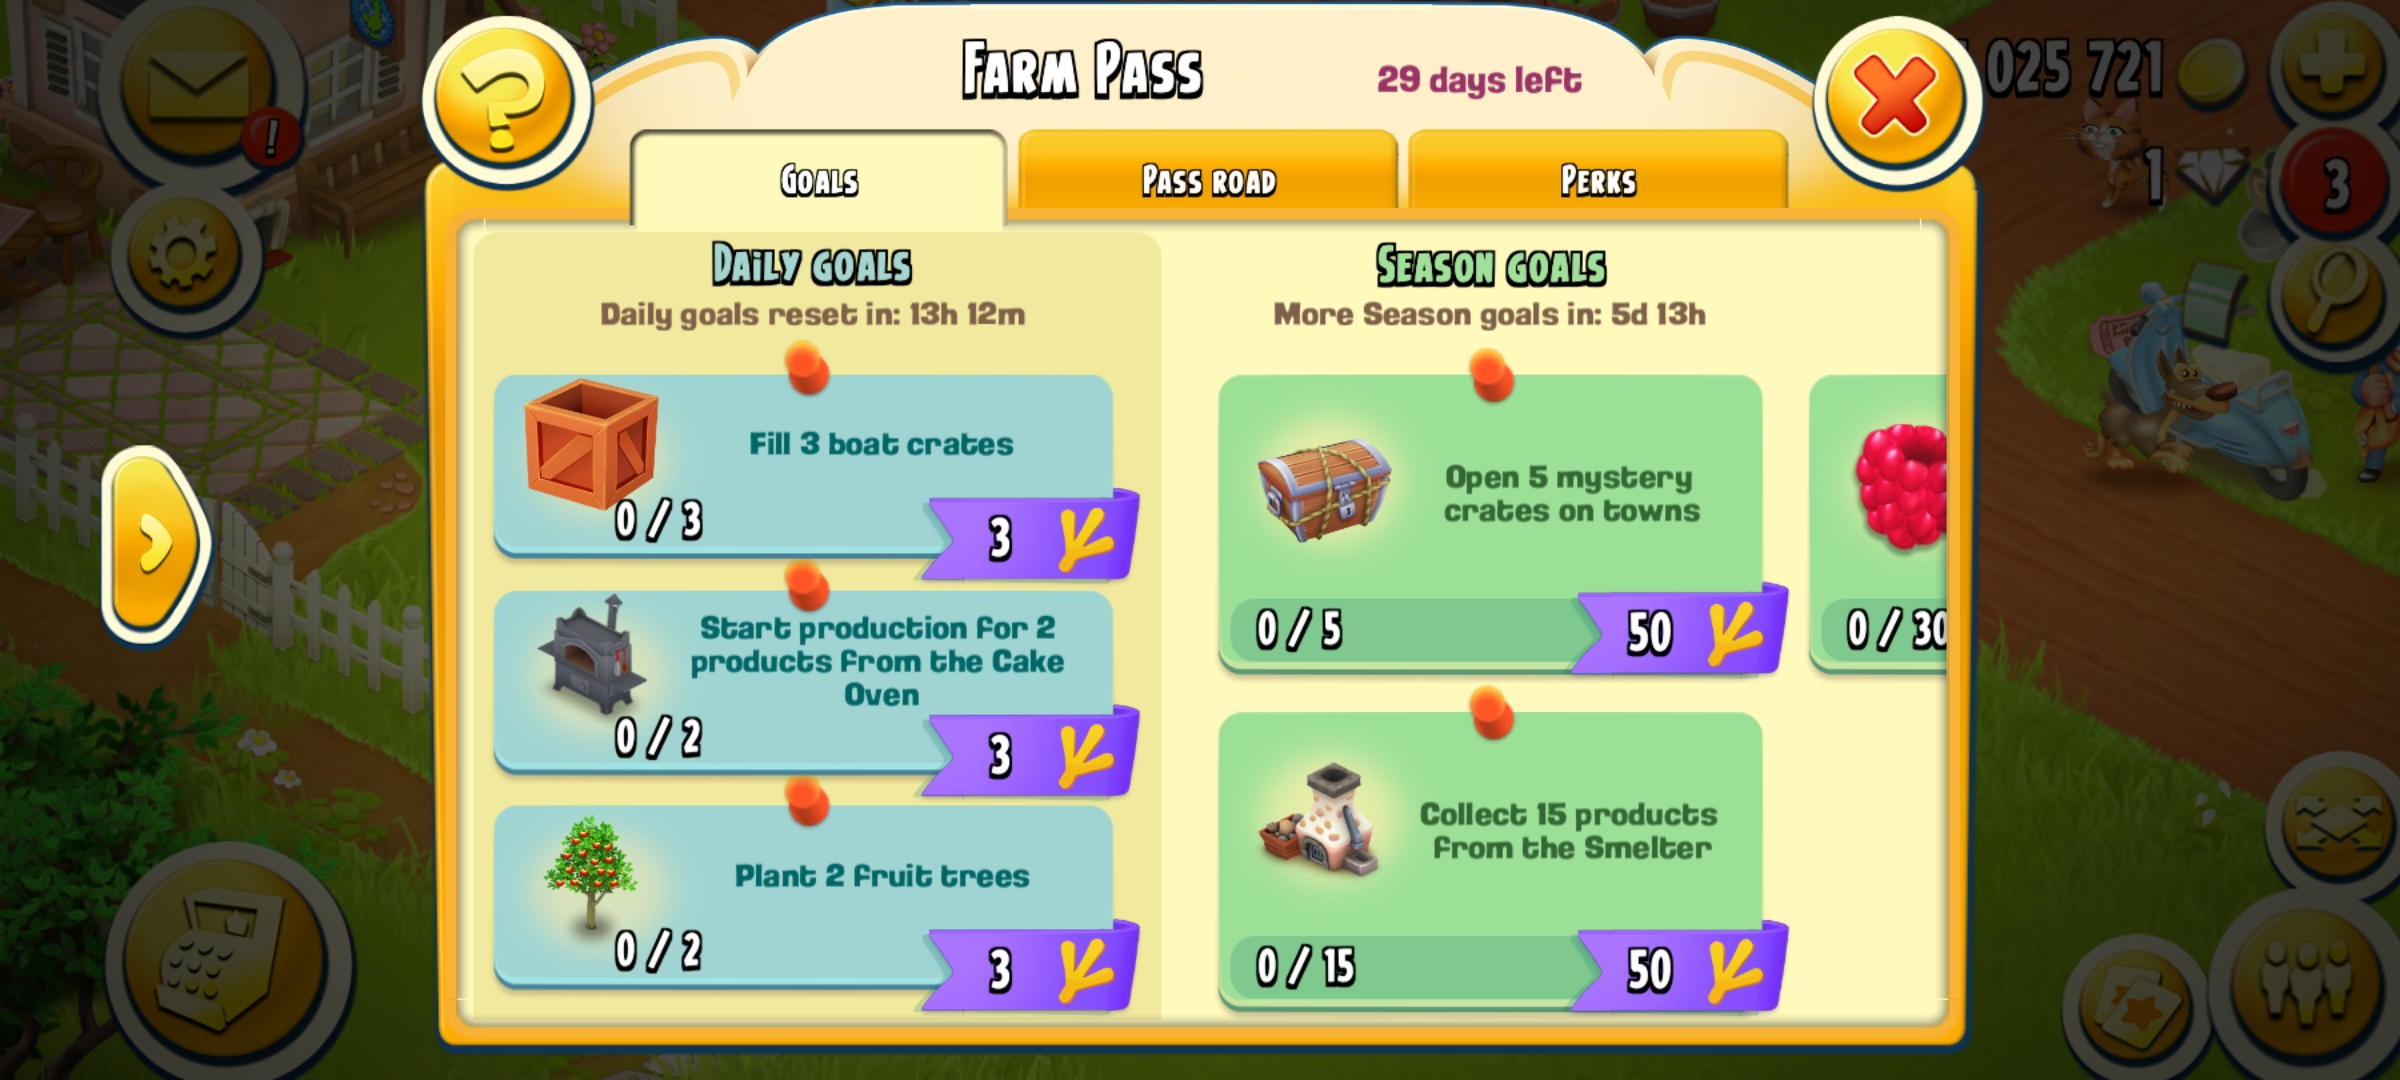 FARM PASS
29 days left
025 721
1
3
GOALS
PASS ROAD
PERKS
DAILY GOALS
Daily goals reset in: 13h 12m
Fill 3 boat crates
0 / 3
3
Start production for 2
products from the Cake
Oven
0 / 2
3
Plant 2 fruit trees
0 / 2
3
SEASON GOALS
More Season goals in: 5d 13h
Open 5 mystery
crates on towns
0 / 5
50
0 / 30
Collect 15 products
from the Smelter
0 / 15
50